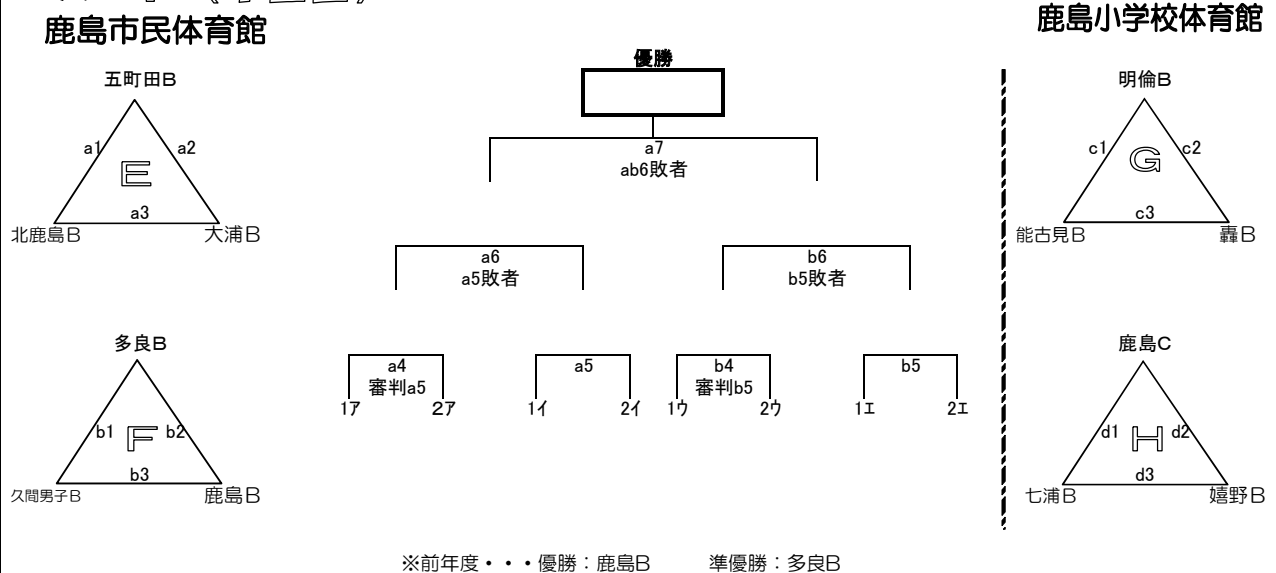 鹿島市民体育館
鹿島小学校体育館
五町田B
a1
a2
E
a3
北鹿島B
大浦B
優勝
a7
ab6敗者
a6
a5敗者
b6
b5敗者
明倫B
c1
c2
G
c3
能古見B
轟B
多良B
b1
F
b2
b3
久間男子B
鹿島B
a4
審判a5
1ア
2ア
a5
1イ
2イ
b4
審判b5
1ウ
2ウ
b5
1エ
2エ
鹿島C
d1
H
d2
d3
七浦B
嬉野B
※前年度・・・優勝：鹿島B 準優勝：多良B